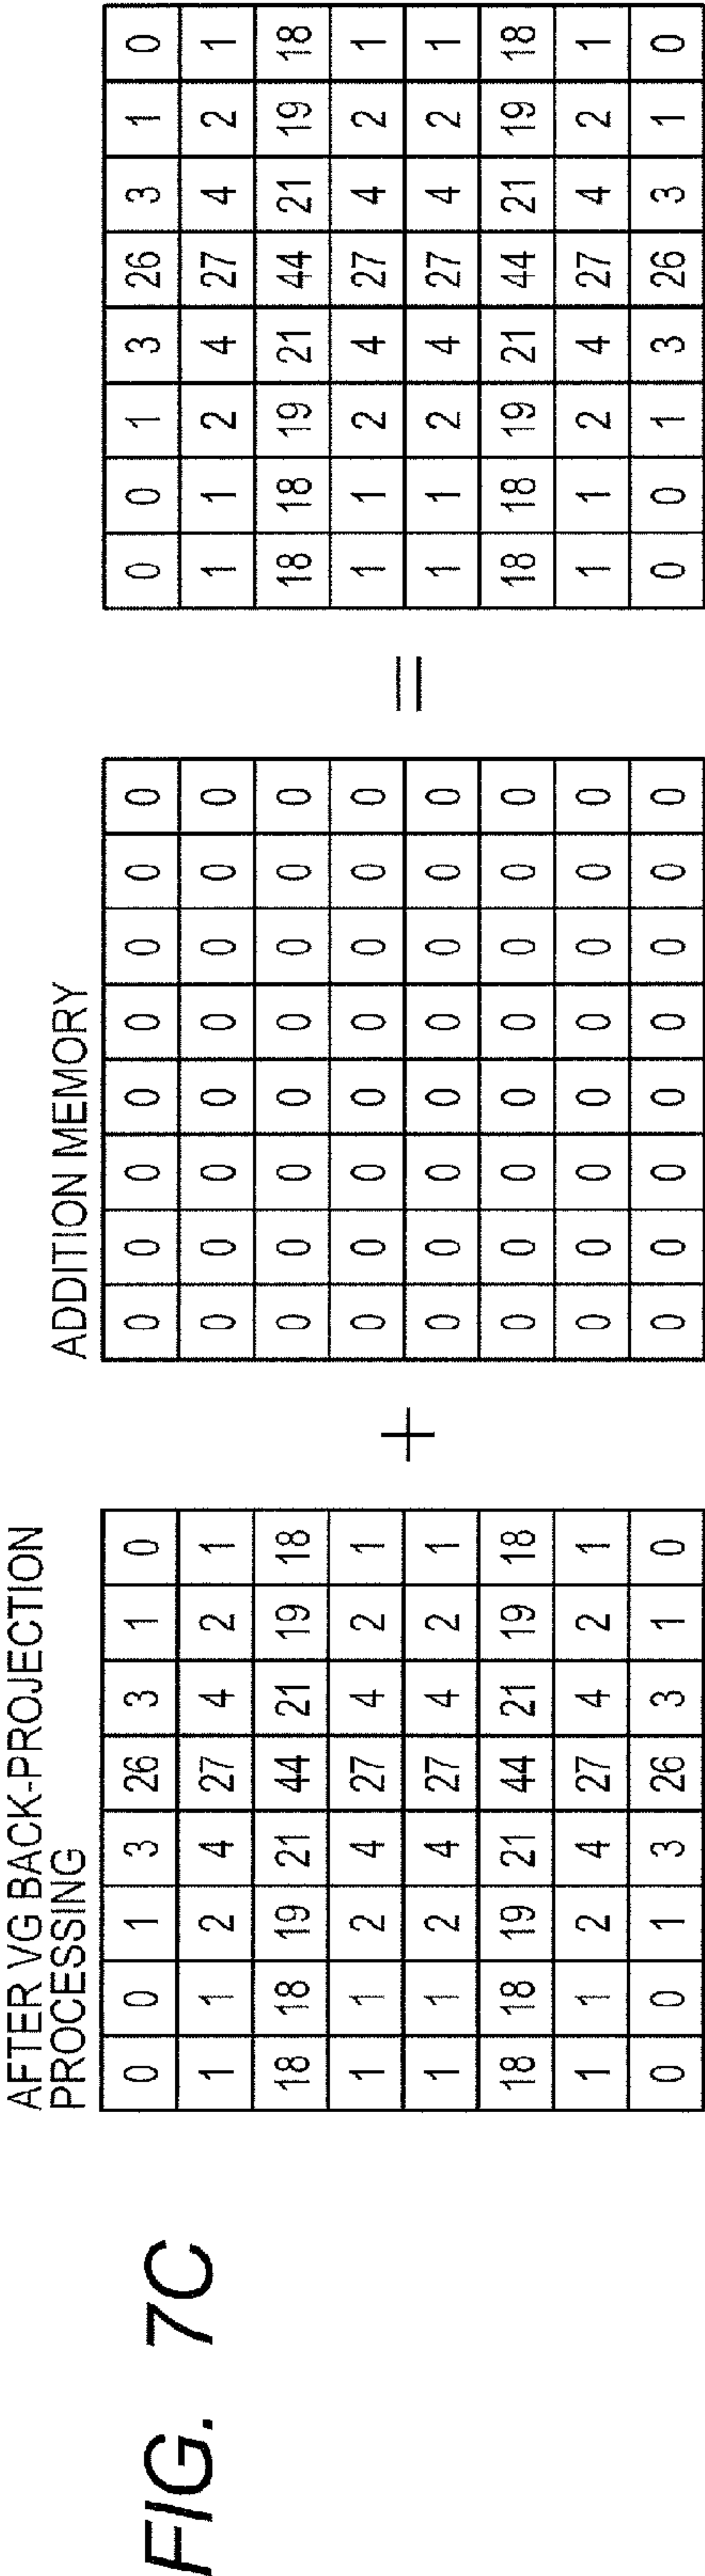 FIG. 7C
AFTER VG BACK-PROJECTION
PROCESSING
0 0 1 3 26 3 1 0
1 1 2 4 27 4 2 1
18 18 19 21 44 21 19 18
1 1 2 4 27 4 2 1
1 1 2 4 27 4 2 1
18 18 19 21 44 21 19 18
1 1 2 4 27 4 2 1
0 0 1 3 26 3 1 0
+
ADDITION MEMORY
0 0 0 0 0 0 0 0
0 0 0 0 0 0 0 0
0 0 0 0 0 0 0 0
0 0 0 0 0 0 0 0
0 0 0 0 0 0 0 0
0 0 0 0 0 0 0 0
0 0 0 0 0 0 0 0
0 0 0 0 0 0 0 0
=
0 0 1 3 26 3 1 0
1 1 2 4 27 4 2 1
18 18 19 21 44 21 19 18
1 1 2 4 27 4 2 1
1 1 2 4 27 4 2 1
18 18 19 21 44 21 19 18
1 1 2 4 27 4 2 1
0 0 1 3 26 3 1 0